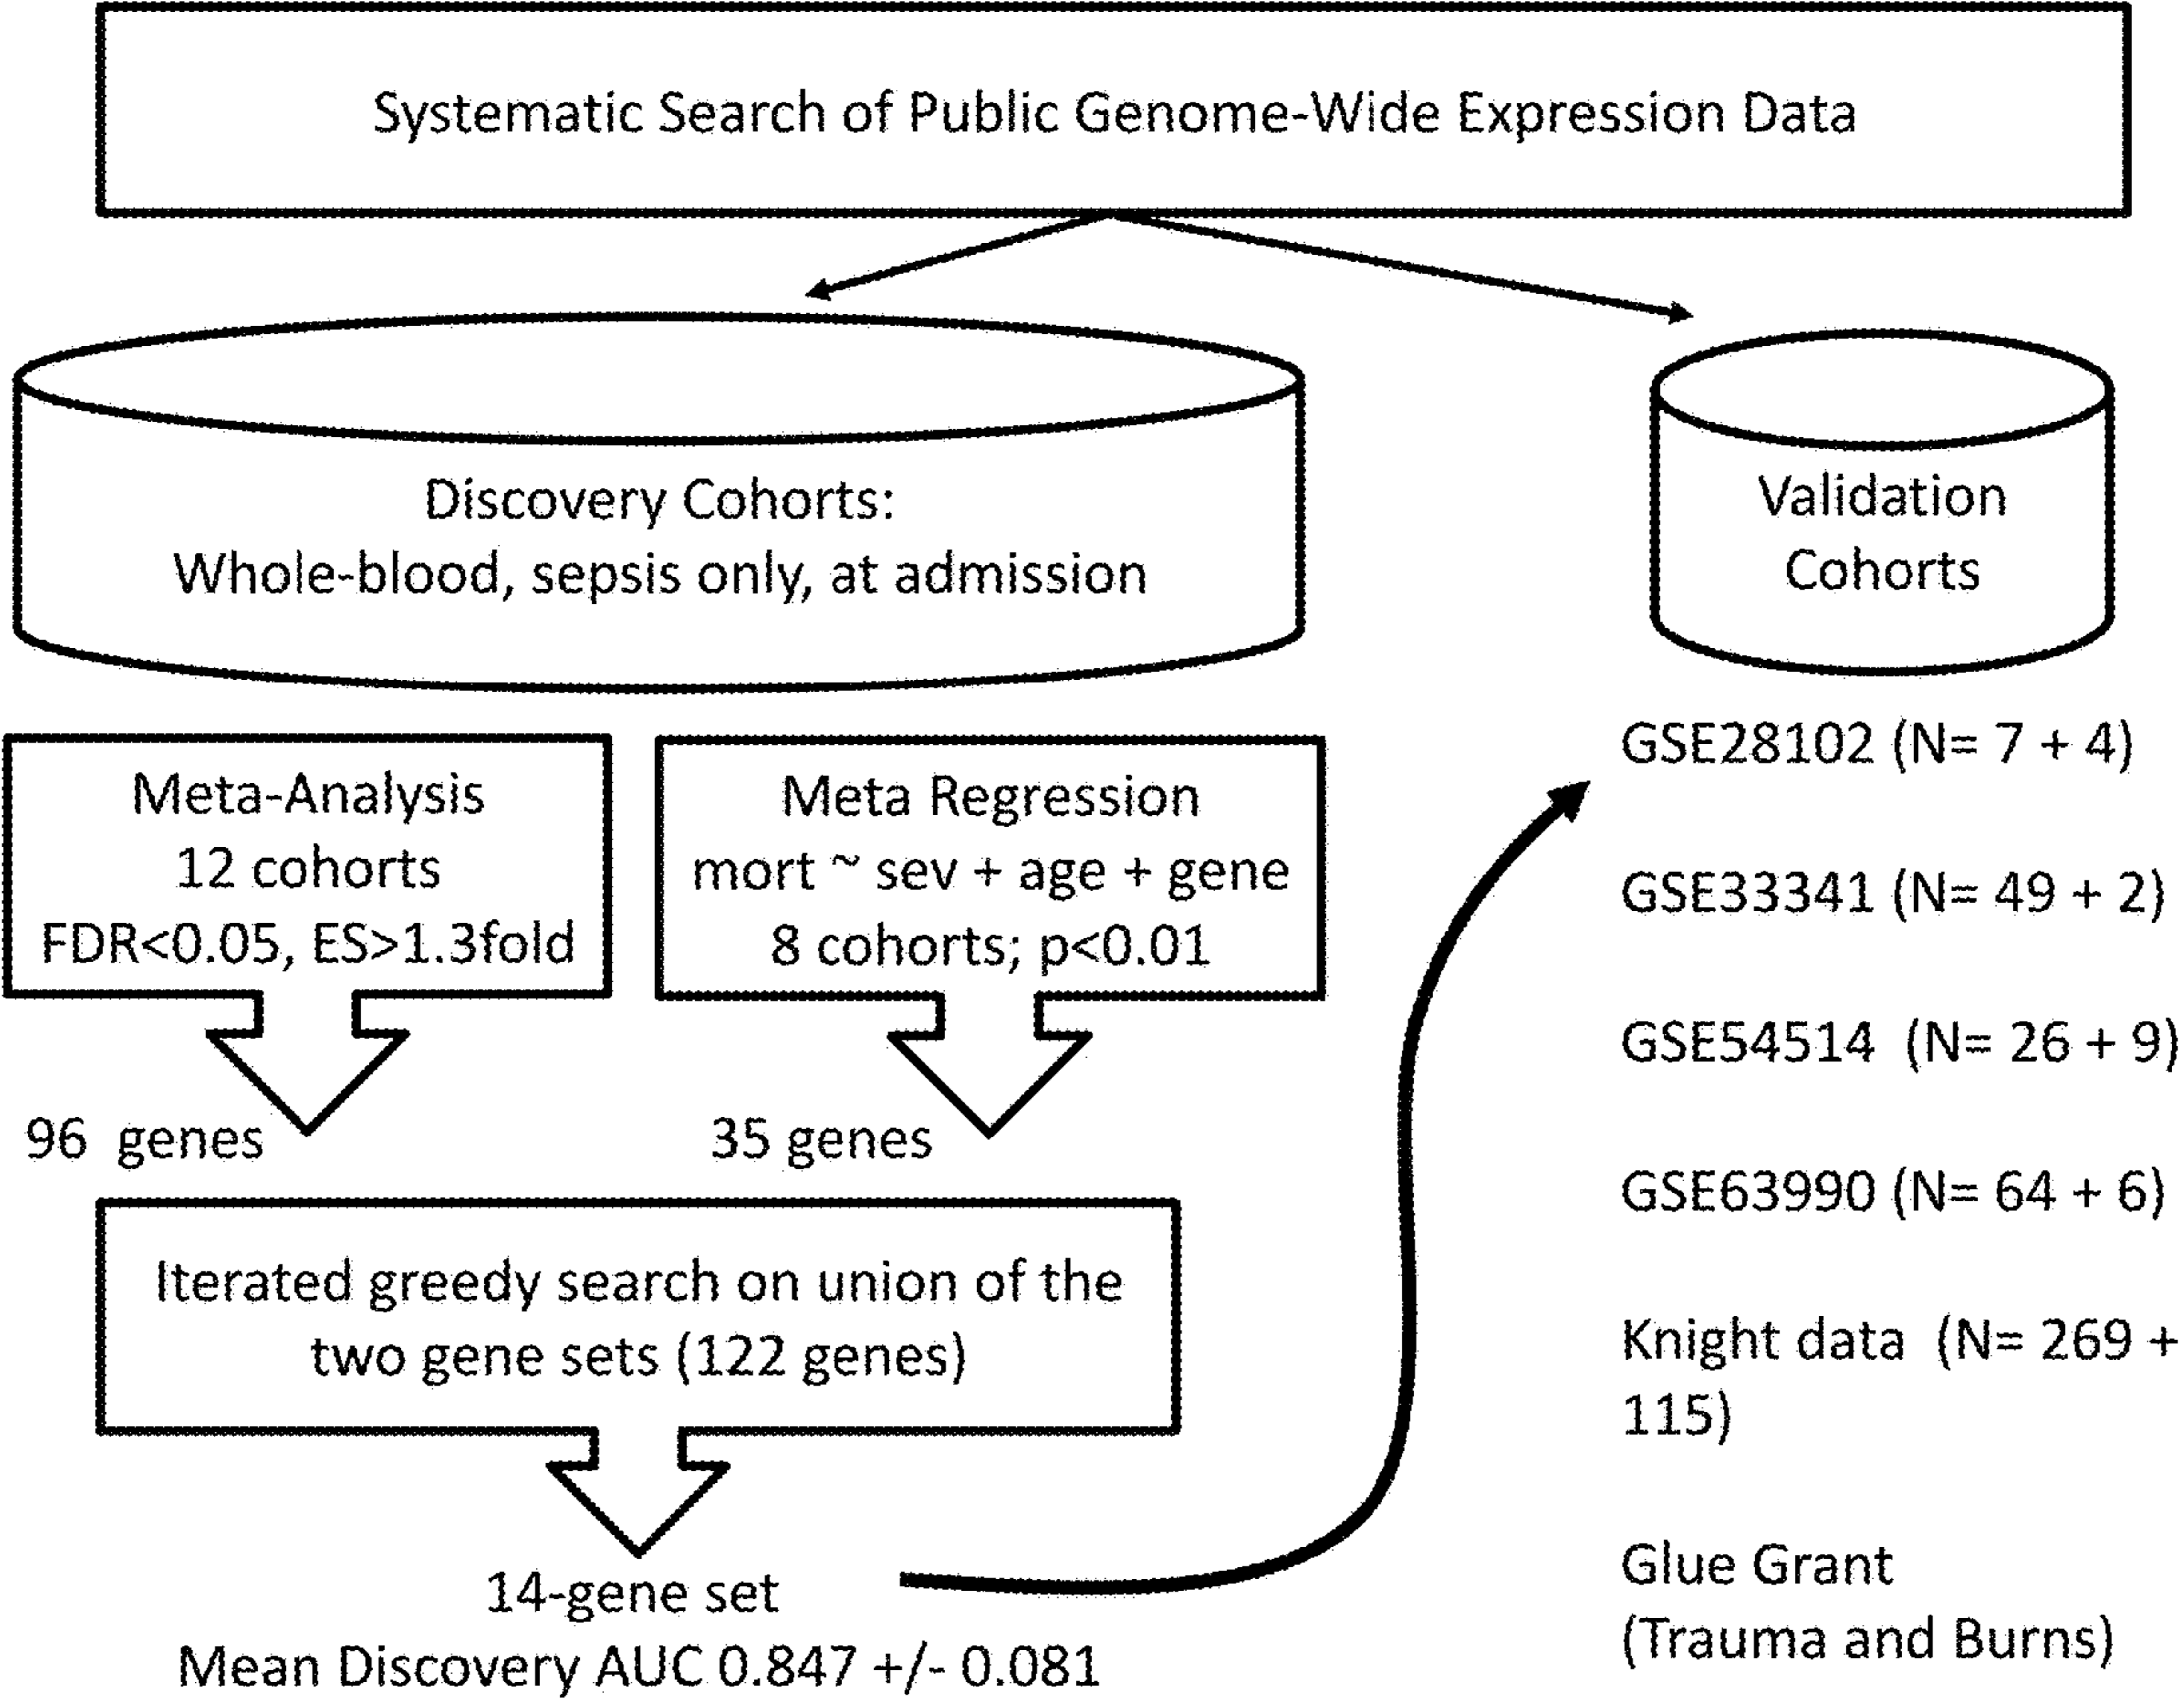 Systematic Search of Public Genome-Wide Expression Data
Discovery Cohorts:
Whole-blood, sepsis only, at admission
Validation
Cohorts
Meta-Analysis
12 cohorts
FDR<0.05, ES>1.3fold
Meta Regression
mort ~ sev + age + gene
8 cohorts; p<0.01
96 genes
35 genes
Iterated greedy search on union of the
two gene sets (122 genes)
14-gene set
Mean Discovery AUC 0.847 +/- 0.081
GSE28102 (N= 7 + 4)
GSE33341 (N= 49 + 2)
GSE54514 (N= 26 + 9)
GSE63990 (N= 64 + 6)
Knight data (N= 269 +
115)
Glue Grant
(Trauma and Burns)